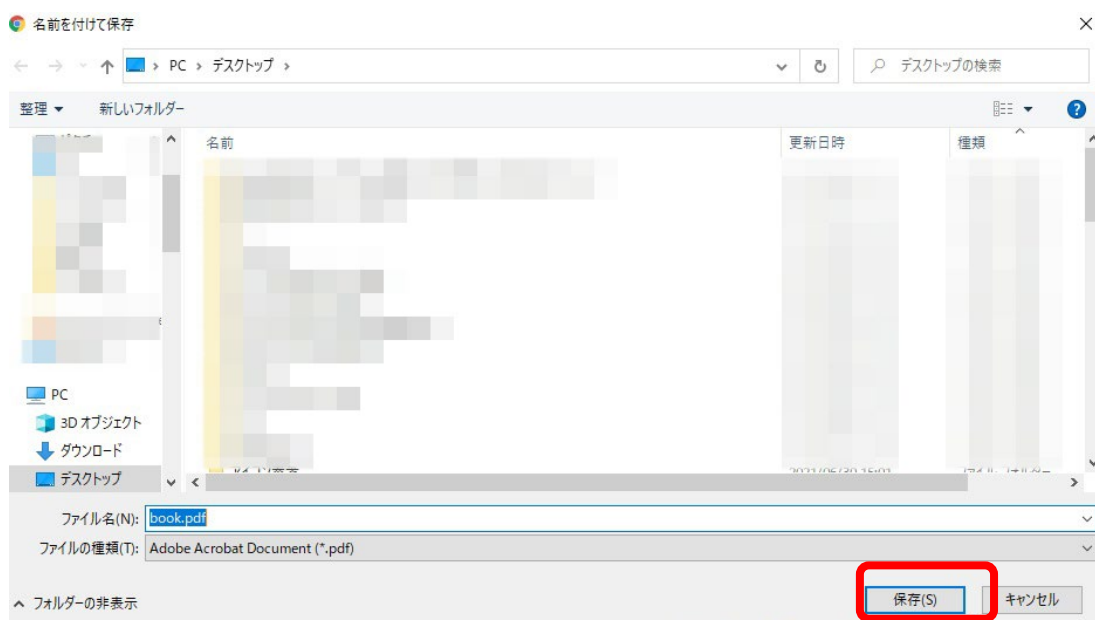 名前を付けて保存
PC › デスクトップ ›
デスクトップの検索
整理 新しいフォルダー
名前 更新日時 種類
PC
3D オブジェクト
ダウンロード
デスクトップ
ファイル名(N): book.pdf
ファイルの種類(T): Adobe Acrobat Document (*.pdf)
フォルダーの非表示
保存(S) キャンセル